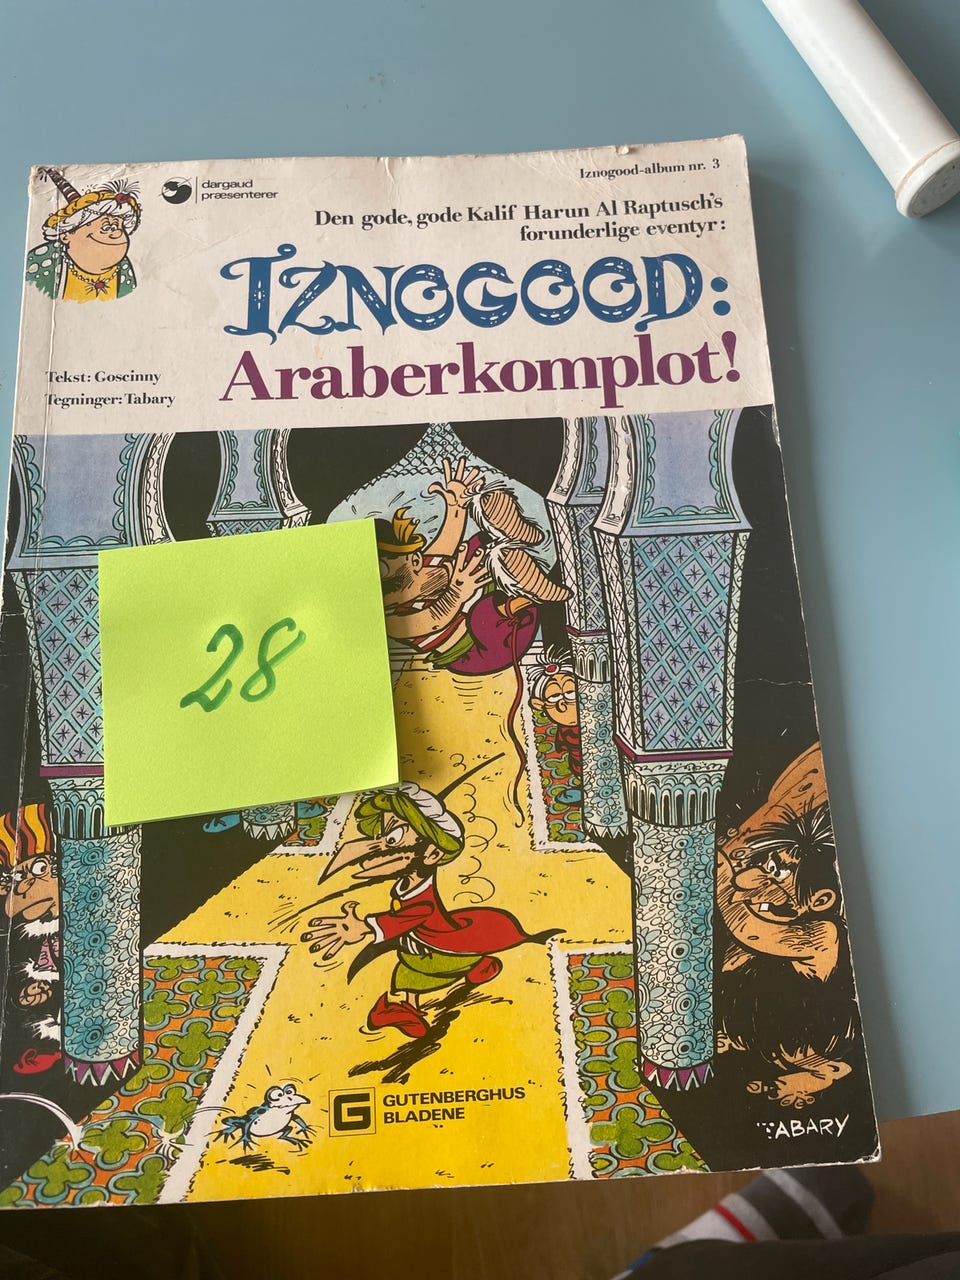 dargaud
præsenterer
Iznogood-album nr. 3
Den gode, gode Kalif Harun Al Raptusch's
forunderlige eventyr:
IZNOGOOD:
Araberkomplot!
Tekst: Goscinny
Tegninger: Tabary
28
G GUTENBERGHUS
BLADENE
TABARY